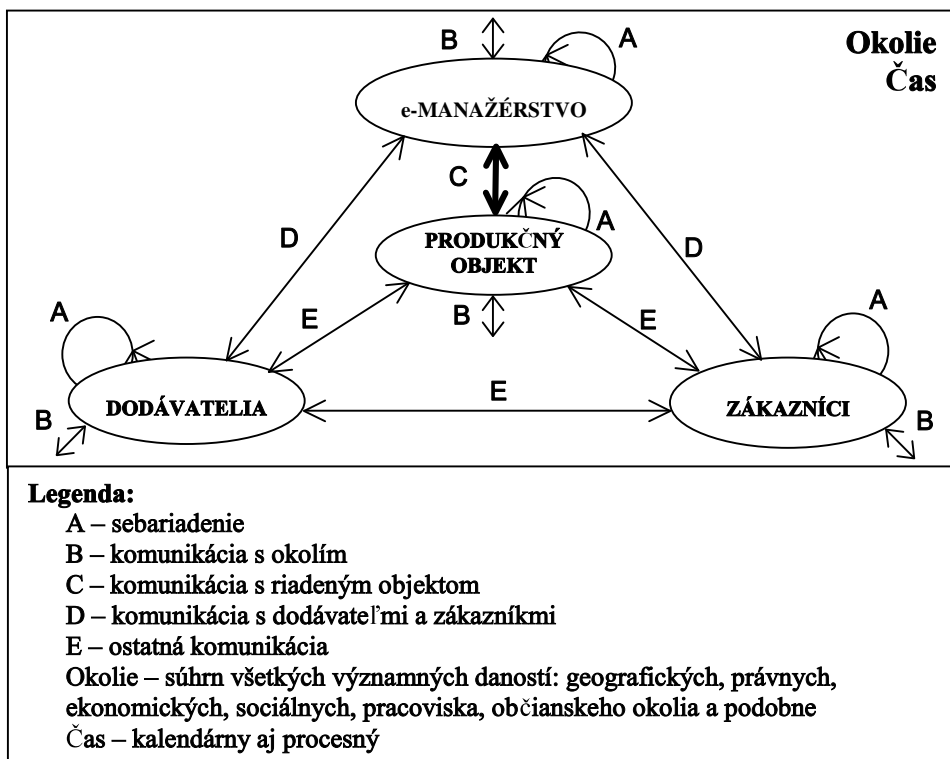 B
A
Okolie
Čas
e-MANAŽÉRSTVO
C
A
D
PRODUKČNÝ
OBJEKT
D
A
E
B
E
A
DODÁVATELIA
E
ZÁKAZNÍCI
B
B
Legenda:
A – sebariadenie
B – komunikácia s okolím
C – komunikácia s riadeným objektom
D – komunikácia s dodávateľmi a zákazníkmi
E – ostatná komunikácia
Okolie – súhrn všetkých významných daností: geografických, právnych,
ekonomických, sociálnych, pracoviska, občianskeho okolia a podobne
Čas – kalendárny aj procesný